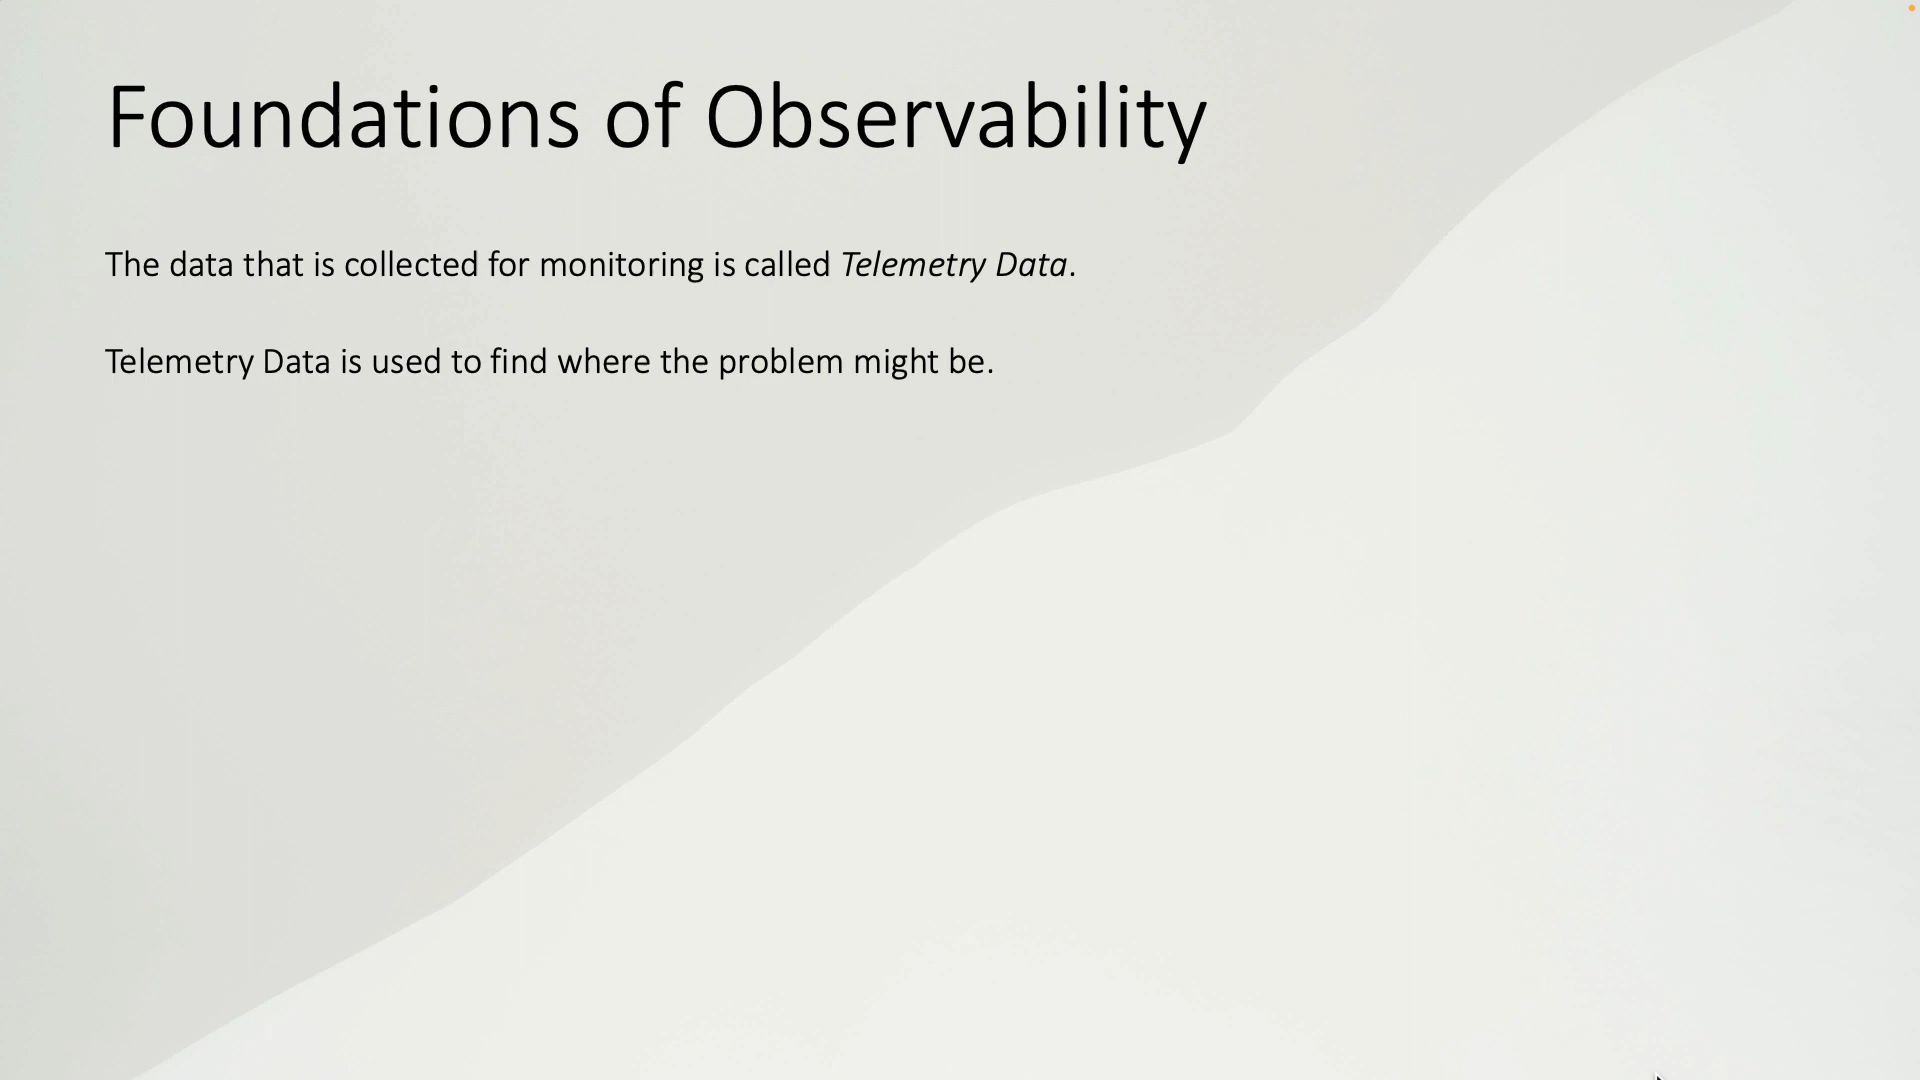 Foundations of Observability
The data that is collected for monitoring is called Telemetry Data.
Telemetry Data is used to find where the problem might be.